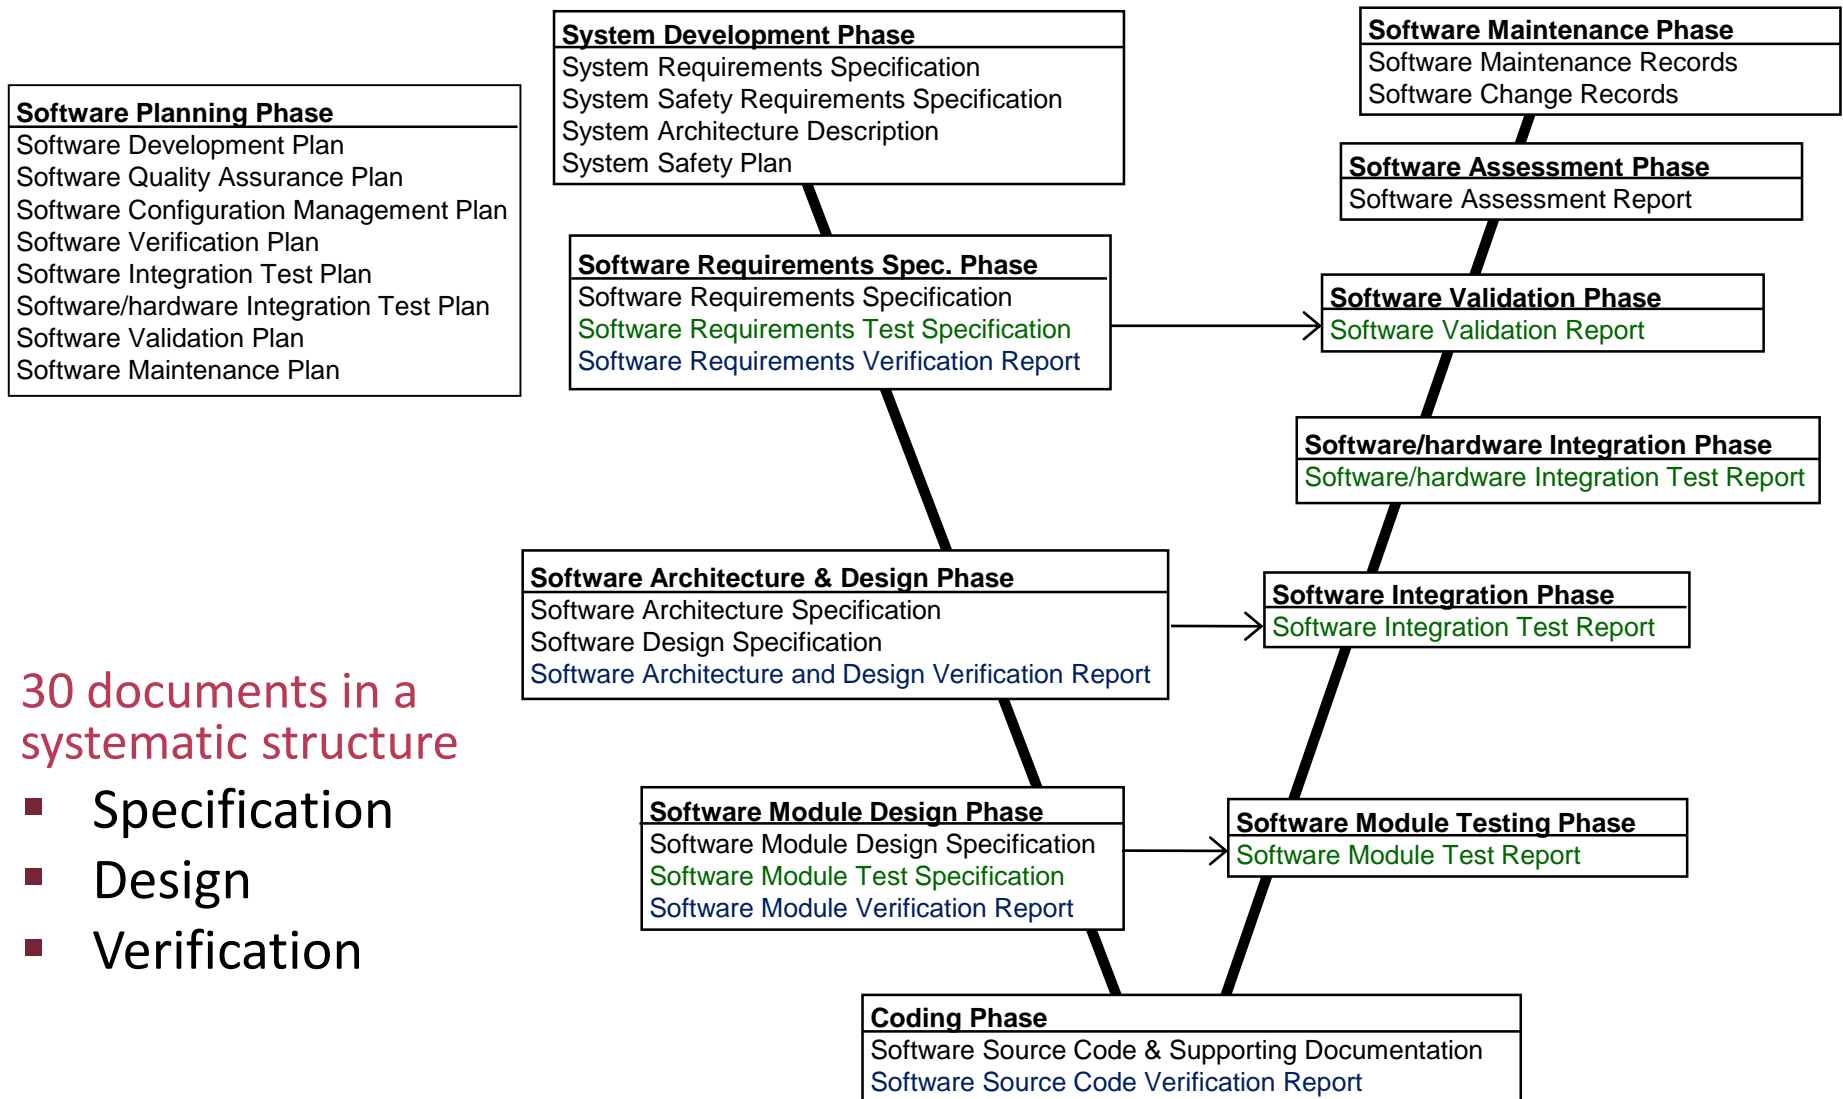 Software Planning Phase
Software Development Plan
Software Quality Assurance Plan
Software Configuration Management Plan
Software Verification Plan
Software Integration Test Plan
Software/hardware Integration Test Plan
Software Validation Plan
Software Maintenance Plan
System Development Phase
System Requirements Specification
System Safety Requirements Specification
System Architecture Description
System Safety Plan
Software Requirements Spec. Phase
Software Requirements Specification
Software Requirements Test Specification
Software Requirements Verification Report
Software Architecture & Design Phase
Software Architecture Specification
Software Design Specification
Software Architecture and Design Verification Report
Software Module Design Phase
Software Module Design Specification
Software Module Test Specification
Software Module Verification Report
Coding Phase
Software Source Code & Supporting Documentation
Software Source Code Verification Report
Software Maintenance Phase
Software Maintenance Records
Software Change Records
Software Assessment Phase
Software Assessment Report
Software Validation Phase
Software Validation Report
Software/hardware Integration Phase
Software/hardware Integration Test Report
Software Integration Phase
Software Integration Test Report
Software Module Testing Phase
Software Module Test Report
30 documents in a
systematic structure
▪ Specification
▪ Design
▪ Verification